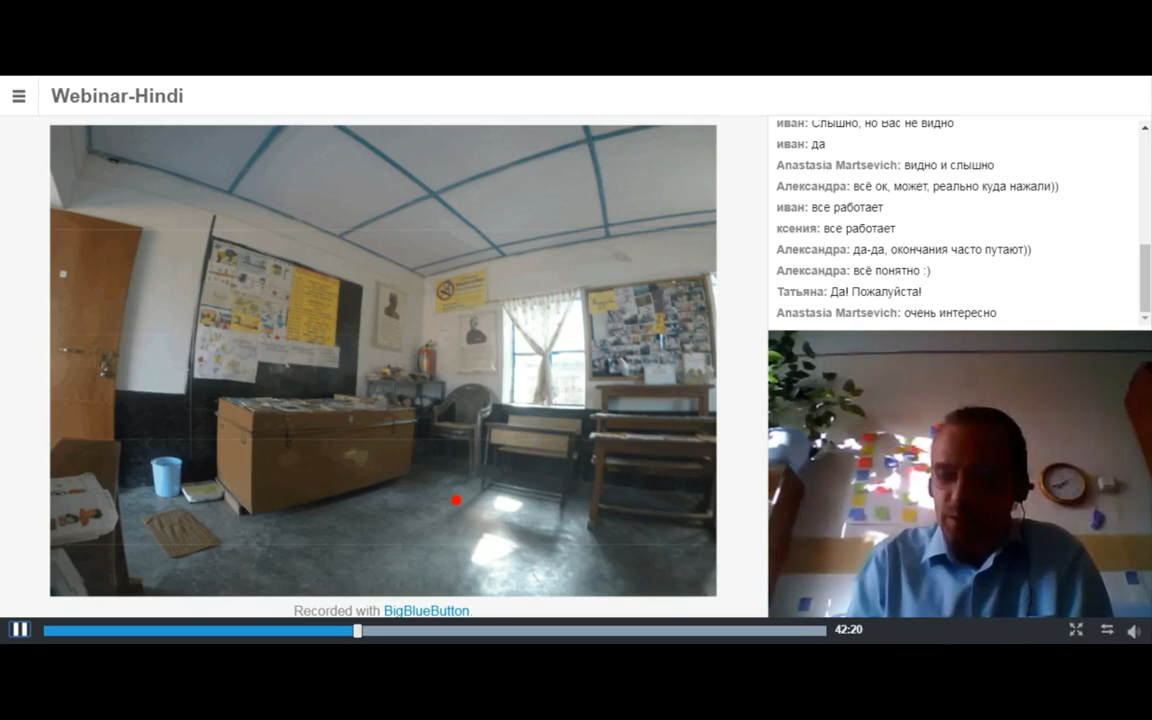 Webinar-Hindi
иван: Слышно, но Вас не видно
иван: да
Anastasia Martsevich: видно и слышно
Александра: всё ок, может, реально куда нажали))
иван: все работает
ксения: все работает
Александра: да-да, окончания часто путают))
Александра: всё понятно :)
Татьяна: Да! Пожалуйста!
Anastasia Martsevich: очень интересно
Recorded with BigBlueButton.
42:20